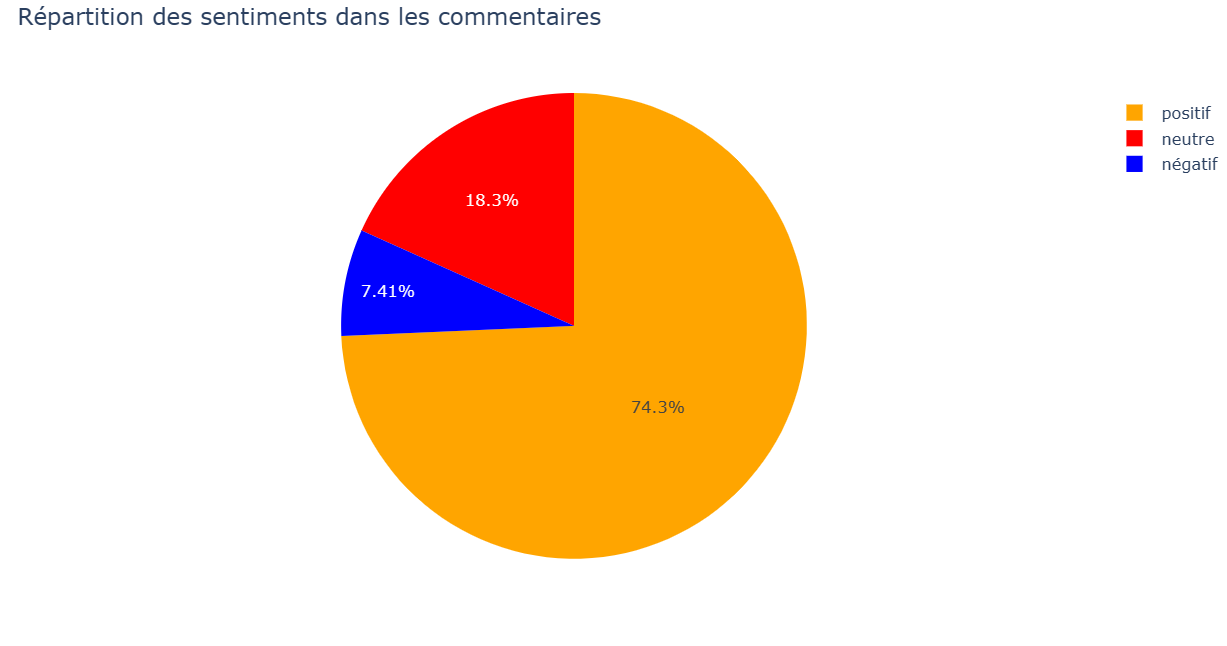 Répartition des sentiments dans les commentaires
positif
neutre
négatif
18.3%
7.41%
74.3%